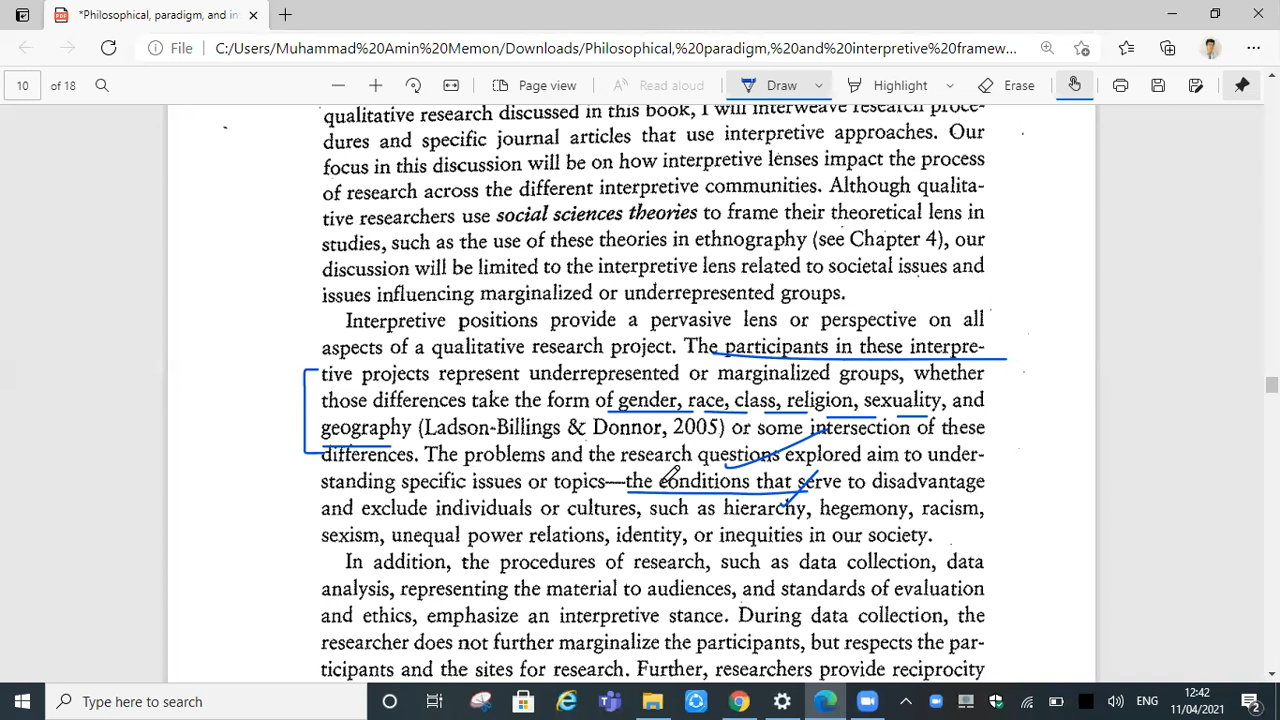 *Philosophical, paradigm, and in
File
C:/Users/Muhammad%20Amin%20Memon/Downloads/Philosophical,%20paradigm,%20and%20interpretive%20framew...
10 of 18
Page view
Read aloud
Draw
Highlight
Erase
qualitative research discussed in this book, I will interweave research proce-
dures and specific journal articles that use interpretive approaches. Our
focus in this discussion will be on how interpretive lenses impact the process
of research across the different interpretive communities. Although qualita-
tive researchers use social sciences theories to frame their theoretical lens in
studies, such as the use of these theories in ethnography (see Chapter 4), our
discussion will be limited to the interpretive lens related to societal issues and
issues influencing marginalized or underrepresented groups.
Interpretive positions provide a pervasive lens or perspective on all
aspects of a qualitative research project. The participants in these interpre-
tive projects represent underrepresented or marginalized groups, whether
those differences take the form of gender, race, class, religion, sexuality, and
geography (Ladson-Billings & Donnor, 2005) or some intersection of these
differences. The problems and the research questions explored aim to under-
standing specific issues or topics—the conditions that serve to disadvantage
and exclude individuals or cultures, such as hierarchy, hegemony, racism,
sexism, unequal power relations, identity, or inequities in our society.
In addition, the procedures of research, such as data collection, data
analysis, representing the material to audiences, and standards of evaluation
and ethics, emphasize an interpretive stance. During data collection, the
researcher does not further marginalize the participants, but respects the par-
ticipants and the sites for research. Further, researchers provide reciprocity
Type here to search
ENG
12:42
11/04/2021
2